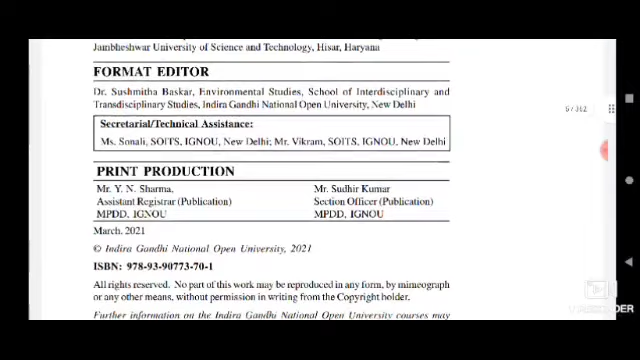 Jambheshwar University of Science and Technology, Hisar, Haryana
FORMAT EDITOR
Dr. Sushmitha Baskar, Environmental Studies, School of Interdisciplinary and
Transdisciplinary Studies, Indira Gandhi National Open University, New Delhi
Secretarial/Technical Assistance:
Ms. Sonali, SOITS, IGNOU, New Delhi; Mr. Vikram, SOITS, IGNOU, New Delhi
PRINT PRODUCTION
Mr. Y. N. Sharma, Mr. Sudhir Kumar
Assistant Registrar (Publication) Section Officer (Publication)
MPDD, IGNOU MPDD, IGNOU
March, 2021
© Indira Gandhi National Open University, 2021
ISBN: 978-93-90773-70-1
All rights reserved. No part of this work may be reproduced in any form, by mimeograph
or any other means, without permission in writing from the Copyright holder.
Further information on the Indira Gandhi National Open University courses may